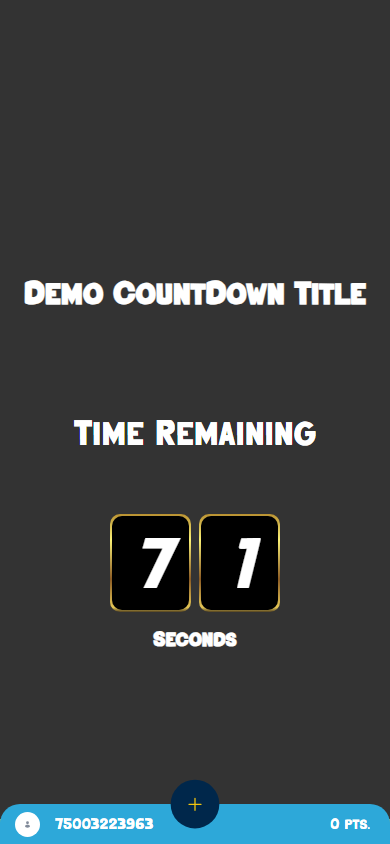 Demo CountDown Title
Time Remaining
7 1
Seconds
75003223963 + 0 pts.